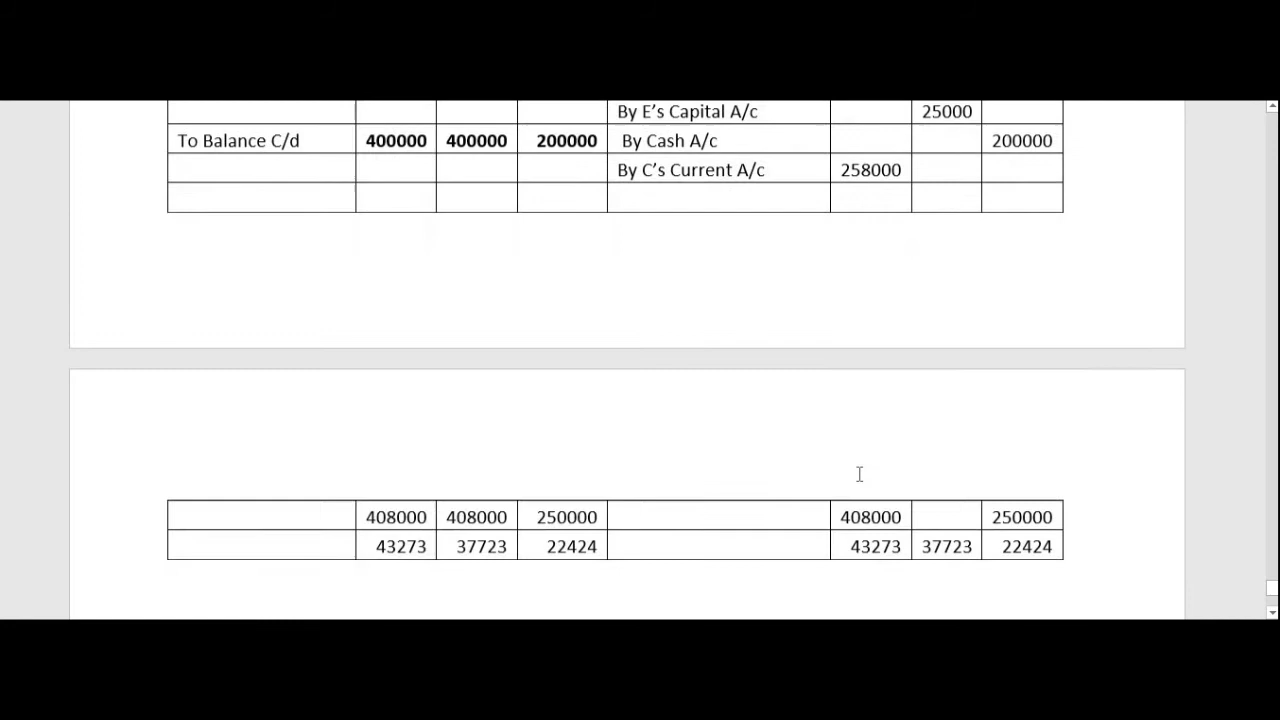 By E’s Capital A/c 25000
To Balance C/d 400000 400000 200000 By Cash A/c 200000
By C’s Current A/c 258000
408000 408000 250000 408000 250000
43273 37723 22424 43273 37723 22424